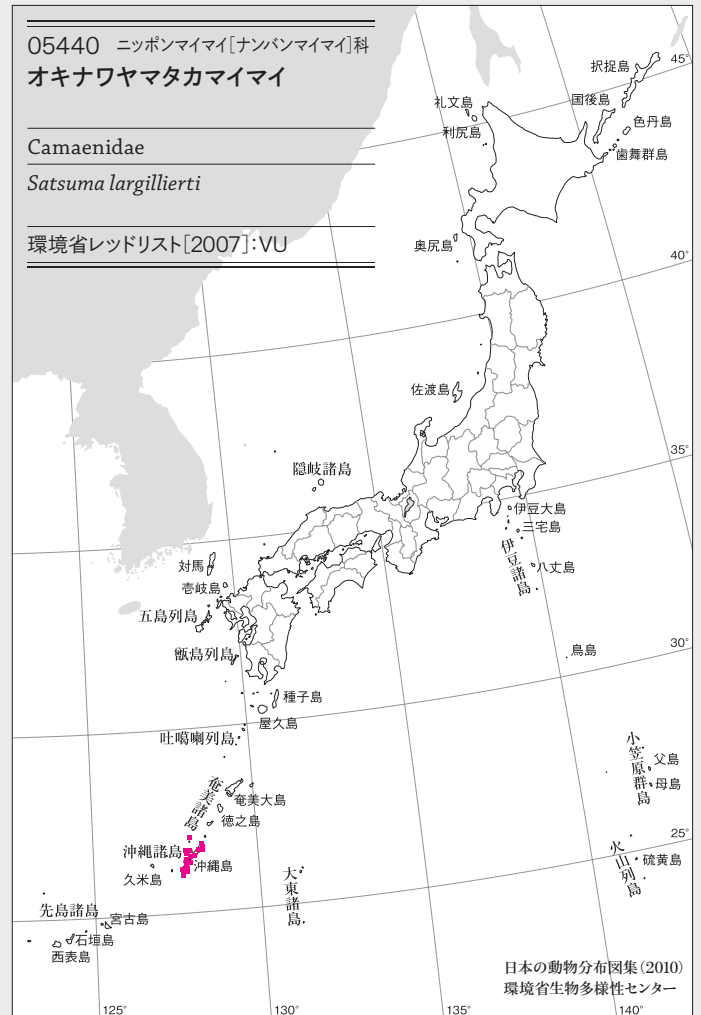 05440 ニッポンマイマイ[ナンバンマイマイ]科
オキナワヤマタカマイマイ
Camaenidae
Satsuma largillierti
環境省レッドリスト[2007]:VU
択捉島
45°
国後島
礼文島
色丹島
利尻島
歯舞群島
奥尻島
40°
佐渡島
35°
隠岐諸島
伊豆大島
三宅島
伊豆諸島
八丈島
対馬
壱岐島
五島列島
甑島列島
鳥島
30°
種子島
屋久島
吐噶喇列島
小笠原群島
父島
母島
奄美諸島
奄美大島
徳之島
25°
沖縄諸島
沖縄島
久米島
火山列島
硫黄島
大東諸島
先島諸島
宮古島
石垣島
西表島
日本の動物分布図集(2010)
環境省生物多様性センター
125°
130°
135°
140°